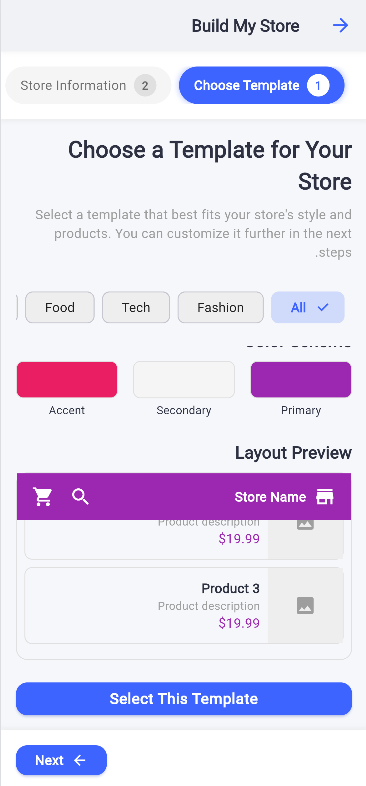 Build My Store
Choose Template 1
Store Information 2
Choose a Template for Your
Store
Select a template that best fits your store's style and
products. You can customize it further in the next
.steps
All
Fashion
Tech
Food
Primary
Secondary
Accent
Layout Preview
Store Name
Product description
$19.99
Product 3
Product description
$19.99
Select This Template
Next